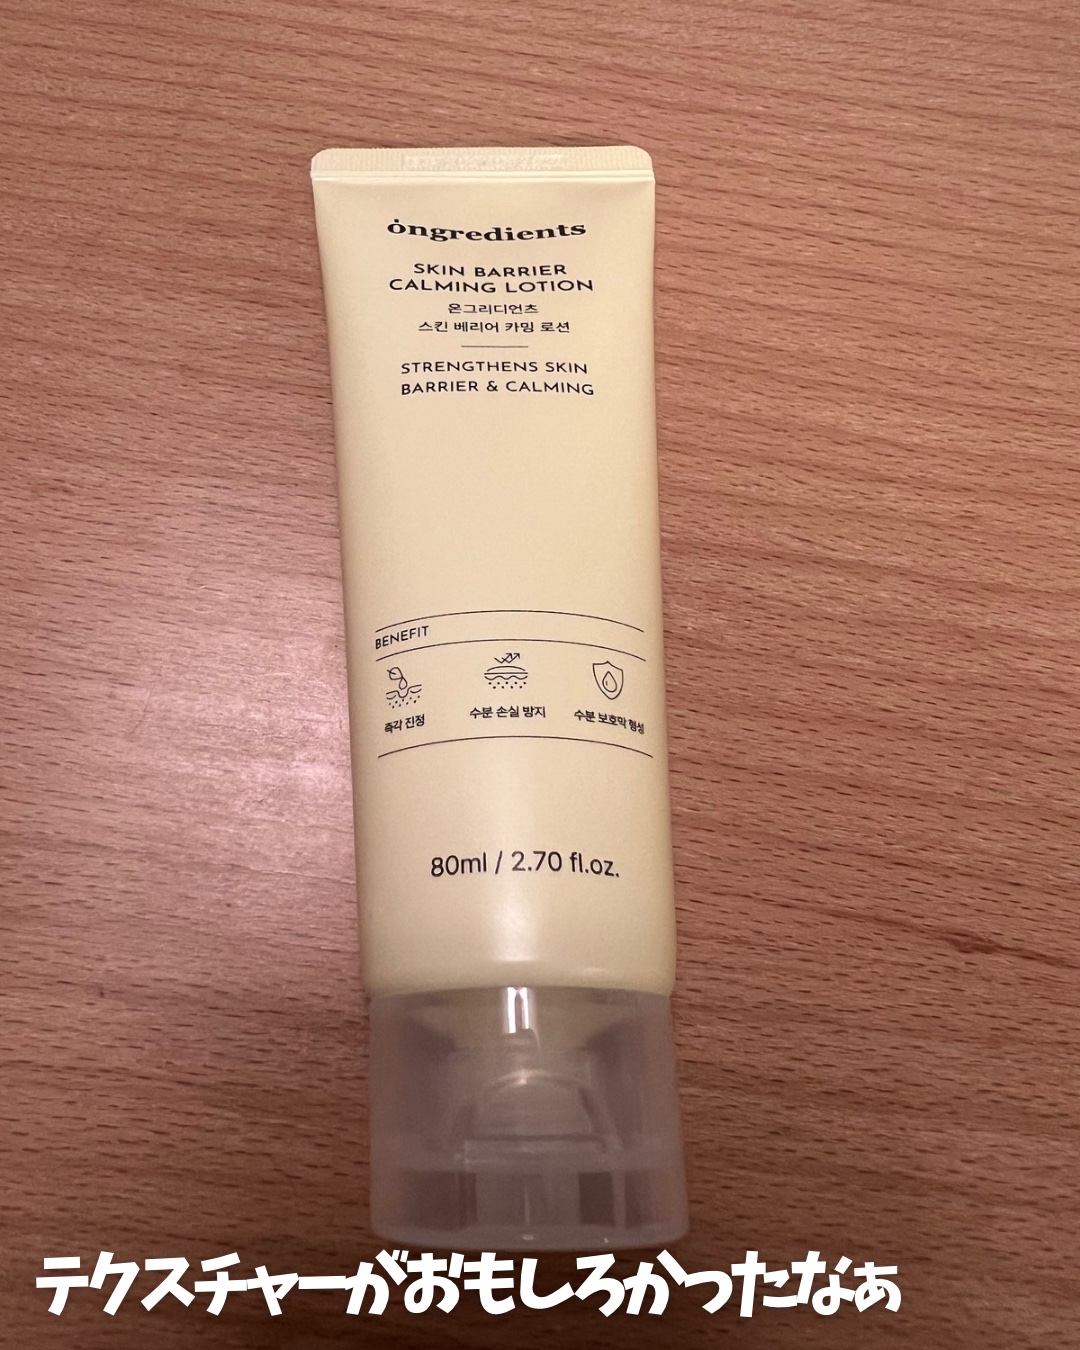 ongredients
SKIN BARRIER
CALMING LOTION
온그리디언츠
스킨 베리어 카밍 로션
STRENGTHENS SKIN
BARRIER & CALMING
BENEFIT
즉각 진정
수분 손실 방지
수분 보호막 형성
80ml / 2.70 fl.oz.
テクスチャーがおもしろかったなぁ